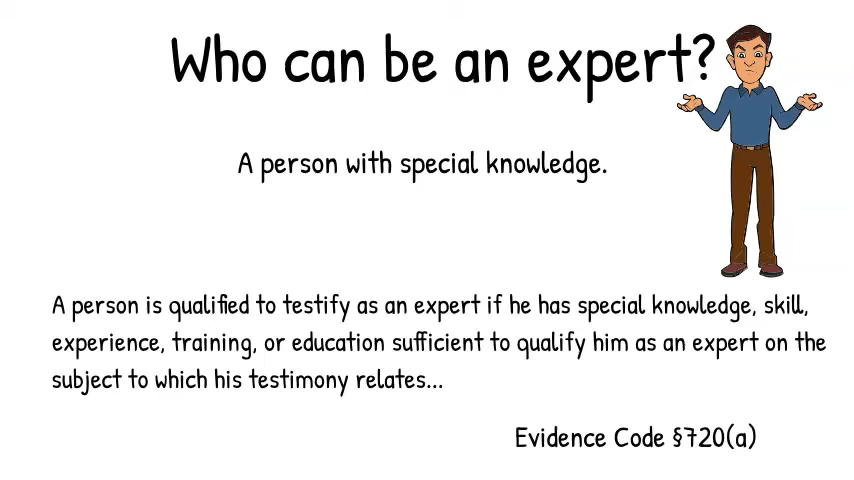 Who can be an expert?
A person with special knowledge.
A person is qualified to testify as an expert if he has special knowledge, skill,
experience, training, or education sufficient to qualify him as an expert on the
subject to which his testimony relates...
Evidence Code §720(a)